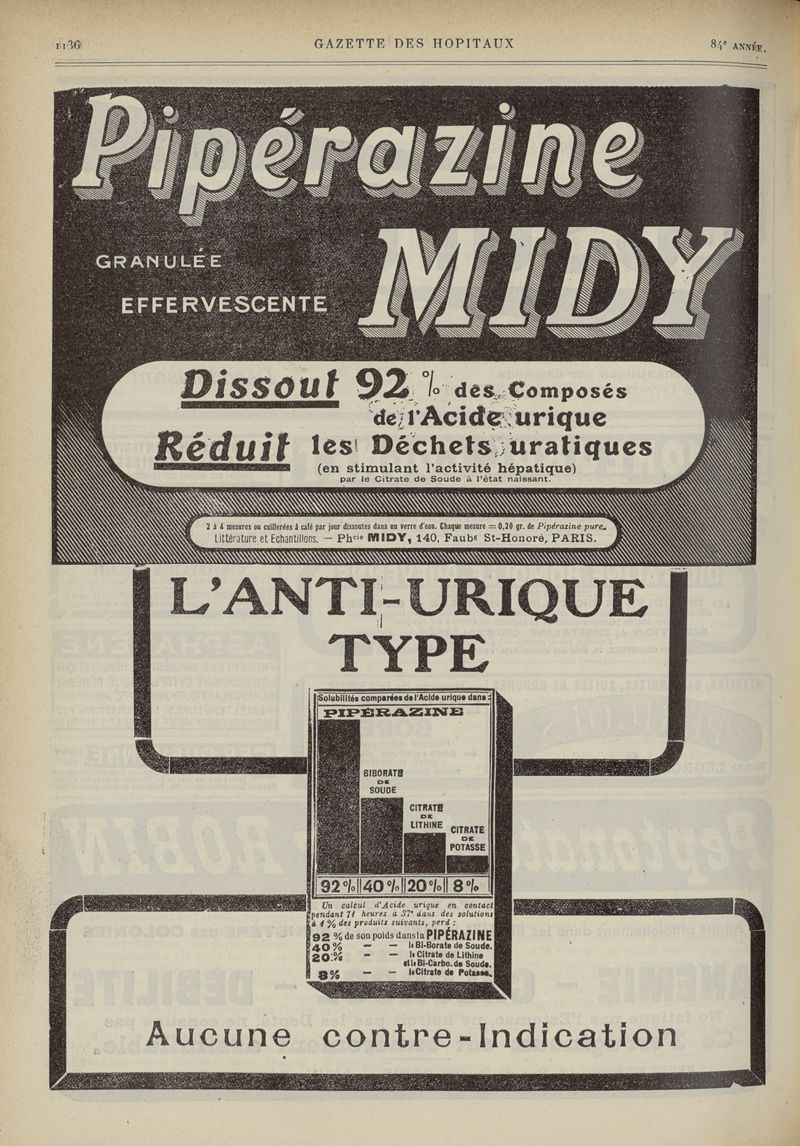 1136
GAZETTE DES HOPITAUX
84e ANNÉE.
Pipérazine
MIDY
GRANULÉE
EFFERVESCENTE
Dissout 92 % des Composés
de l'Acide urique
Réduit les Déchets uratiques
(en stimulant l'activité hépatique)
par le Citrate de Soude à l'état naissant.
2 à 4 mesures ou cuillerées à café par jour dissoutes dans un verre d'eau. Chaque mesure = 0,20 gr. de Pipérazine pure.
Littérature et Echantillons. — Phcie MIDY, 140, Faubg St-Honoré, PARIS.
L'ANTI-URIQUE
TYPE
Solubilités comparées de l'Acide urique dans :
PIPÉRAZINE
BIBORATE
DE
SOUDE
CITRATE
DE
LITHINE
CITRATE
DE
POTASSE
92% 40% 20% 8%
Un calcul d'Acide urique en contact
pendant 71 heures à 37° dans des solutions
à 1 % des produits suivants, perd :
92 % de son poids dans la PIPÉRAZINE
40 % — — le Bi-Borate de Soude.
20 % — — le Citrate de Lithine
et le Bi-Carbo. de Soude.
8% — — le Citrate de Potasse.
Aucune contre-Indication